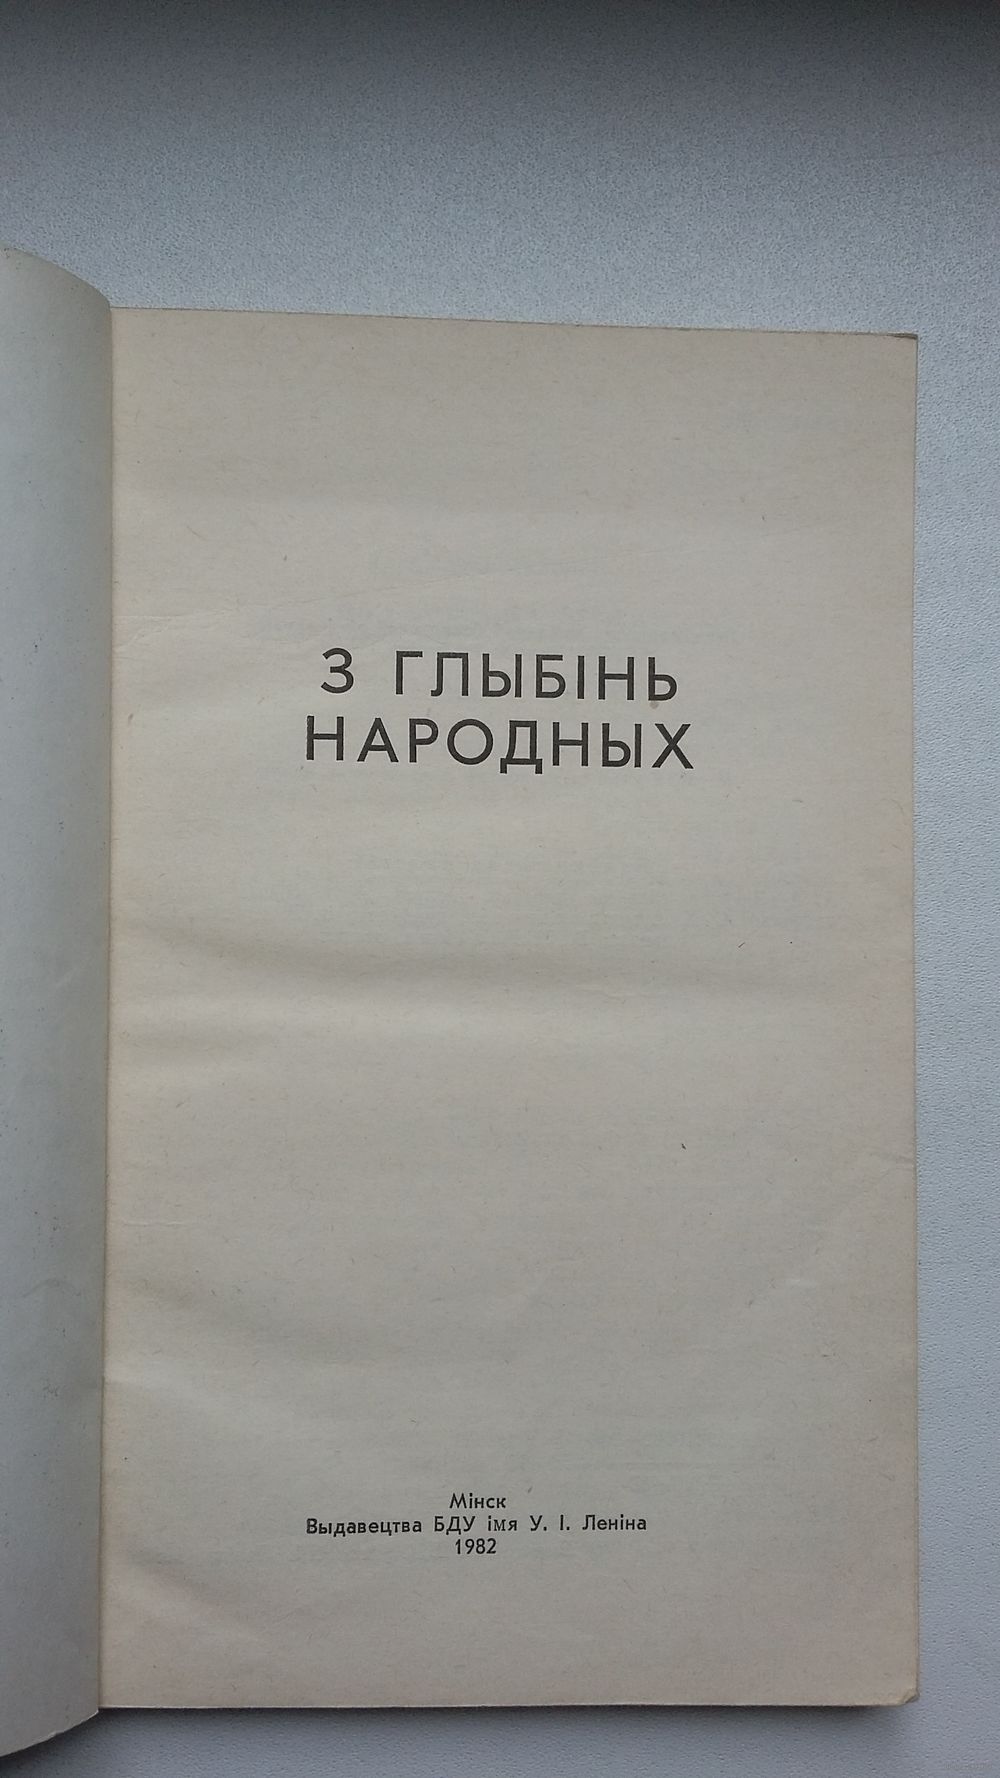 З ГЛЫБІНЬ
НАРОДНЫХ
Мінск
Выдавецтва БДУ імя У. І. Леніна
1982